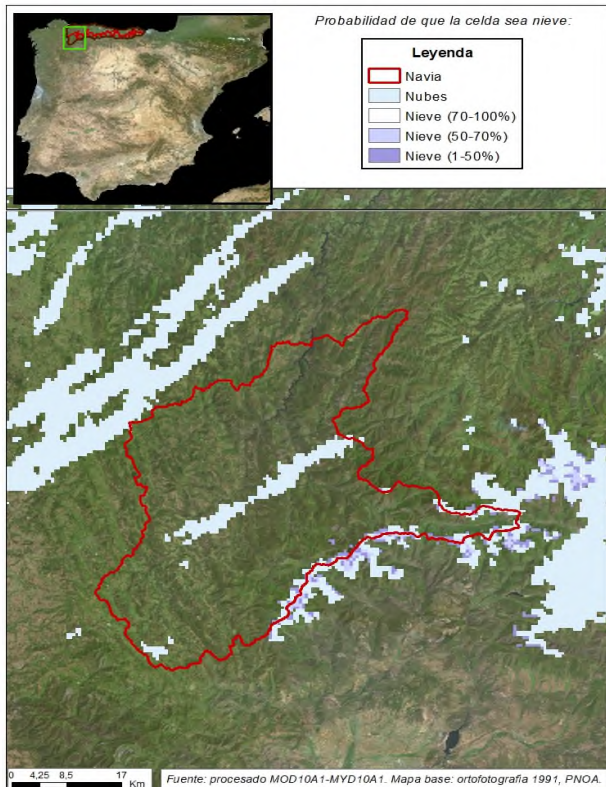 Probabilidad de que la celda sea nieve:
Leyenda
Navia
Nubes
Nieve (70-100%)
Nieve (50-70%)
Nieve (1-50%)
0 4,25 8,5 17
Km
Fuente: procesado MOD10A1-MYD10A1. Mapa base: ortofotografia 1991, PNOA.